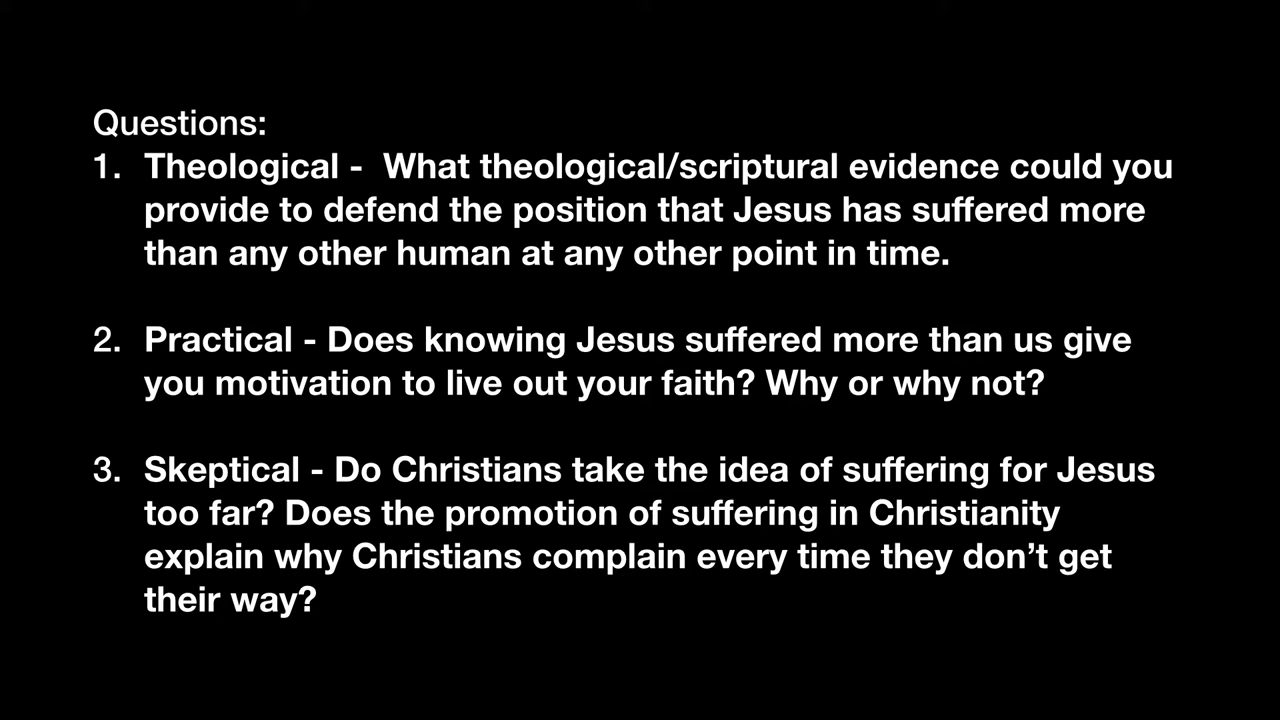 Questions:
1. Theological -  What theological/scriptural evidence could you
provide to defend the position that Jesus has suffered more
than any other human at any other point in time.
2. Practical - Does knowing Jesus suffered more than us give
you motivation to live out your faith? Why or why not?
3. Skeptical - Do Christians take the idea of suffering for Jesus
too far? Does the promotion of suffering in Christianity
explain why Christians complain every time they don’t get
their way?